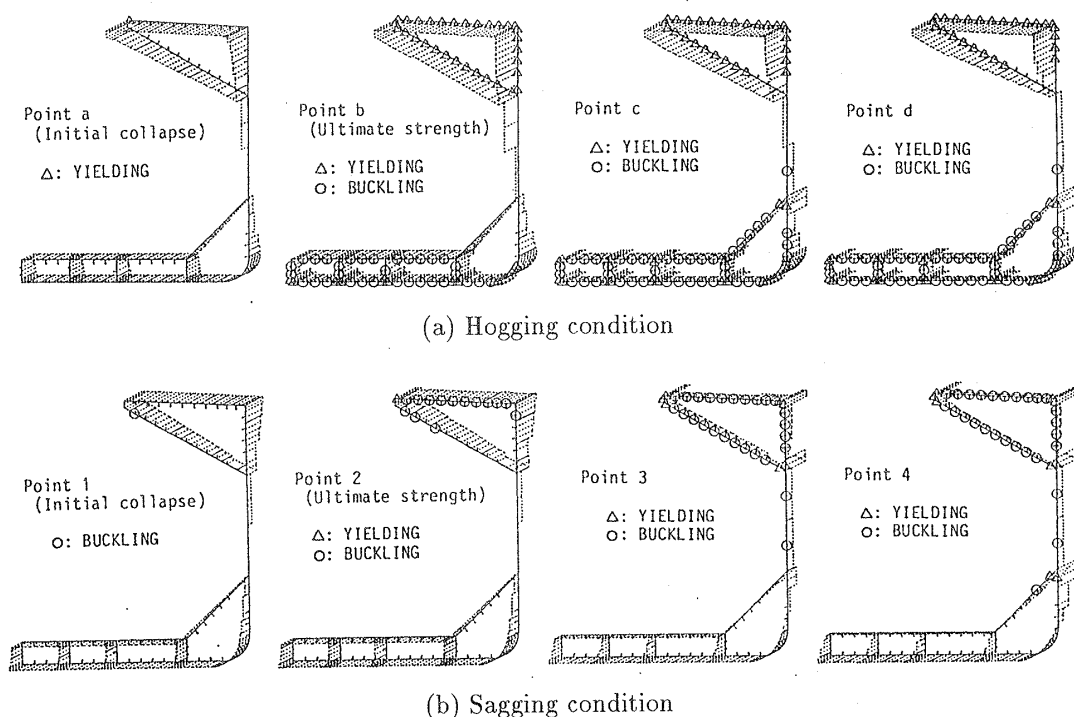 Point a
(Initial collapse)
△: YIELDING
Point b
(Ultimate strength)
△: YIELDING
○: BUCKLING
Point c
△: YIELDING
○: BUCKLING
Point d
△: YIELDING
○: BUCKLING
(a) Hogging condition
Point 1
(Initial collapse)
○: BUCKLING
Point 2
(Ultimate strength)
△: YIELDING
○: BUCKLING
Point 3
△: YIELDING
○: BUCKLING
Point 4
△: YIELDING
○: BUCKLING
(b) Sagging condition